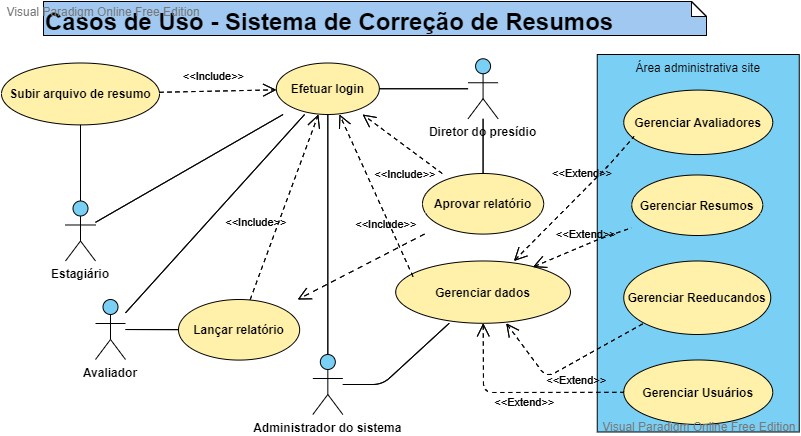 Visual Paradigm Online Free Edition
Casos de Uso - Sistema de Correção de Resumos
Área administrativa site
<<Include>>
Subir arquivo de resumo
Efetuar login
Diretor do presídio
Gerenciar Avaliadores
<<Include>>
<<Extend>>
Aprovar relatório
Gerenciar Resumos
<<Include>>
<<Include>>
<<Extend>>
Estagiário
Gerenciar dados
Gerenciar Reeducandos
Lançar relatório
Avaliador
<<Extend>>
Gerenciar Usuários
<<Extend>>
Administrador do sistema
Visual Paradigm Online Free Edition